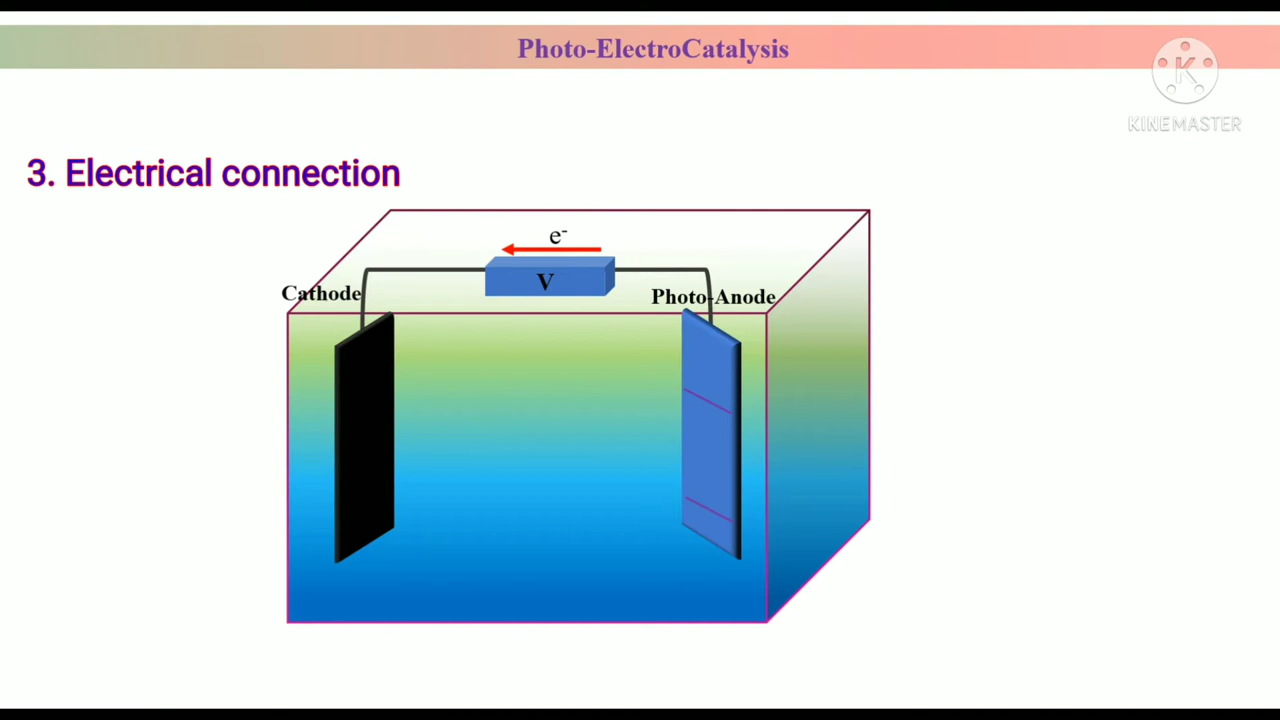 Photo-ElectroCatalysis
K
KINEMASTER
3. Electrical connection
e-
V
Cathode
Photo-Anode